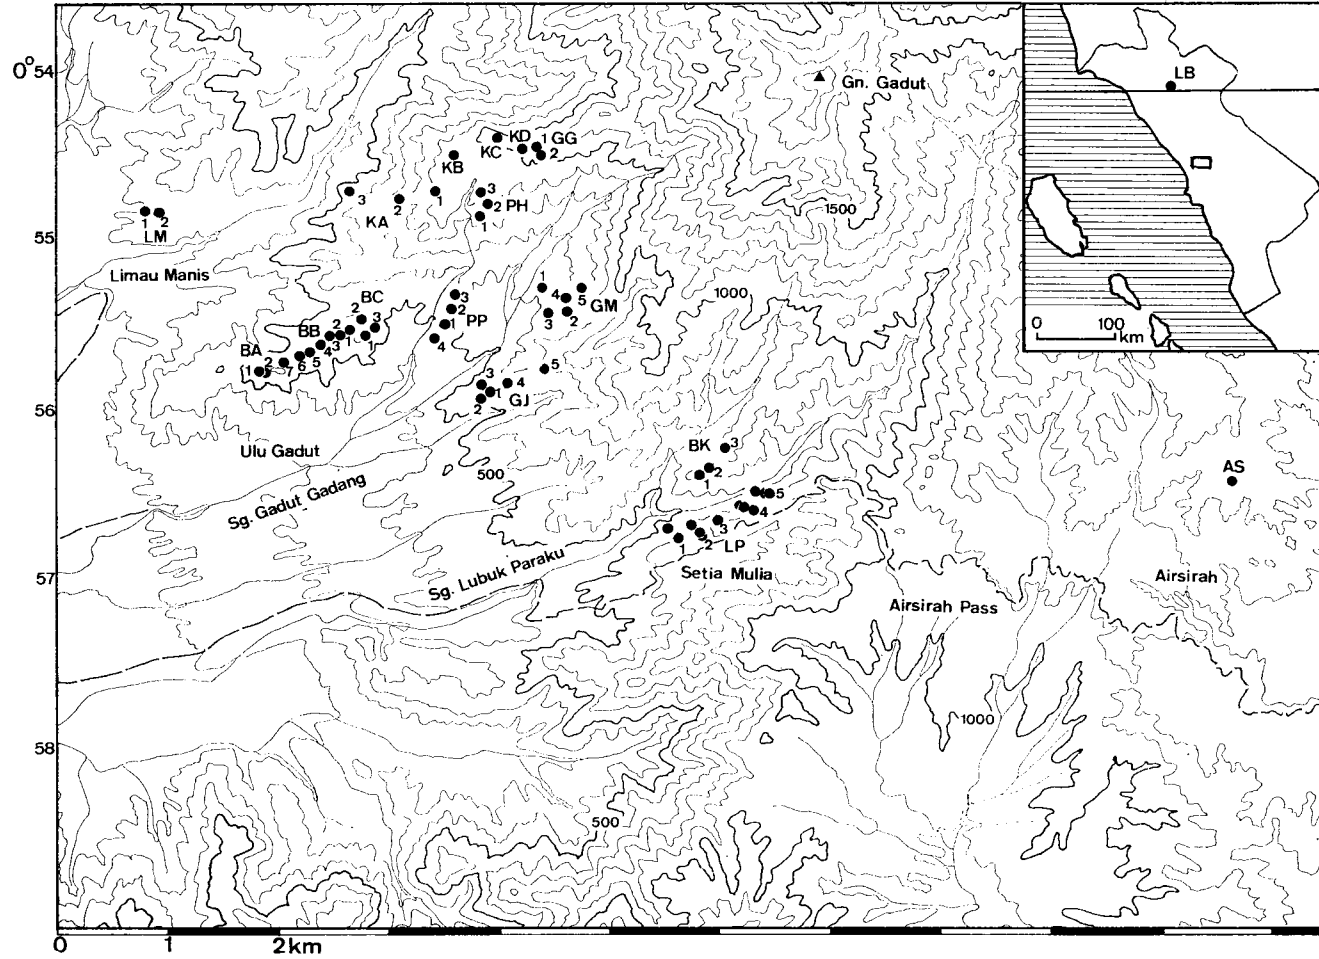 0° 54
Gn. Gadut
LB
KD
1 GG
KC
2
KB
3
KA
2
1
3
2 PH
1
1500
1 2
LM
55
Limau Manis
1
4 5 GM
3 2
1000
0 100
km
2 BC
3
BB 2
3 1 1
BA 2
1 7 6 5 4
3
2
1 PP
4
5
3
1 4
2 GJ
56
Ulu Gadut
500
BK 3
2
1
AS
5
4
3
1 2 LP
Sg. Gadut Gadang
Sg. Lubuk Paraku
Setia Mulia
57
Airsirah
Airsirah Pass
1000
58
500
0 1 2km